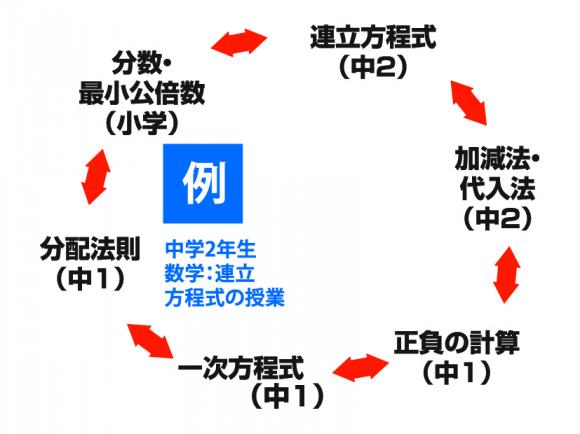 連立方程式
（中2）
加減法・
代入法
（中2）
正負の計算
（中1）
一次方程式
（中1）
分配法則
（中1）
分数・
最小公倍数
（小学）
例
中学2年生
数学：連立
方程式の授業